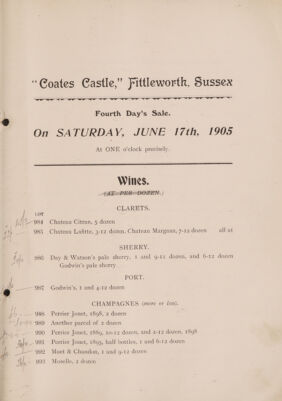 "Coates Castle," Fittleworth, Sussex
Fourth Day's Sale.
On SATURDAY, JUNE 17th, 1905
At ONE o'clock precisely.
Wines.
(AT PER DOZEN.)
CLARETS.
LOT
984 Chateau Citran, 5 dozen
985 Chateau Lafitte, 3-12 dozen, Chateau Margaux, 7-12 dozen all at
SHERRY.
986 Day & Watson's pale sherry, 1 and 9-12 dozen, and 6-12 dozen
Godwin's pale sherry
PORT.
987 Godwin's, 1 and 4-12 dozen
CHAMPAGNES (more or less).
988 Perrier Jouet, 1898, 2 dozen
989 Another parcel of 2 dozen
990 Perrier Jouet, 1889, 10-12 dozen, and 2-12 dozen, 1898
991 Perrier Jouet, 1893, half bottles, 1 and 6-12 dozen
992 Moet & Chandon, 1 and 9-12 dozen
993 Moselle, 2 dozen